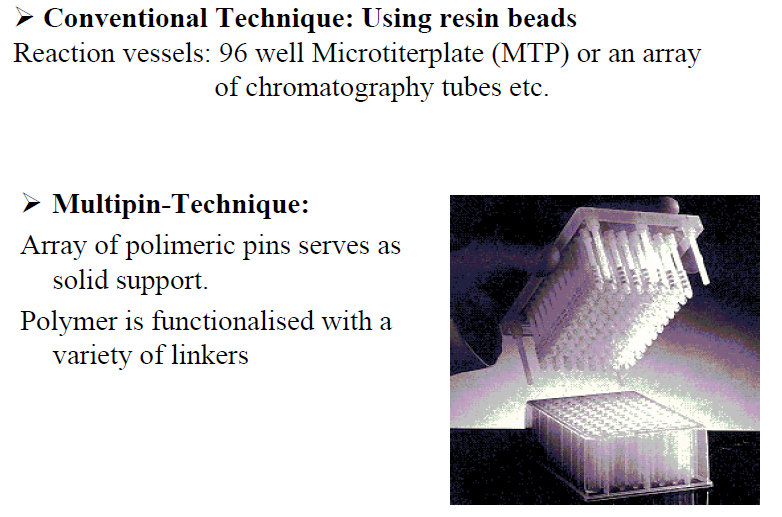 ➢ Conventional Technique: Using resin beads
Reaction vessels: 96 well Microtiterplate (MTP) or an array
of chromatography tubes etc.
➢ Multipin-Technique:
Array of polimeric pins serves as
solid support.
Polymer is functionalised with a
variety of linkers